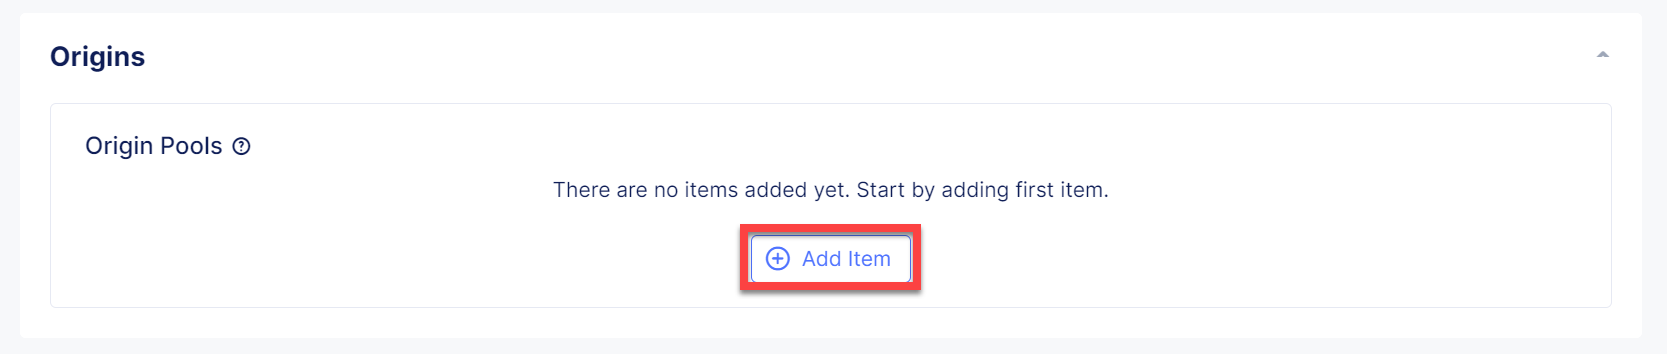 Origins
Origin Pools
There are no items added yet. Start by adding first item.
Add Item